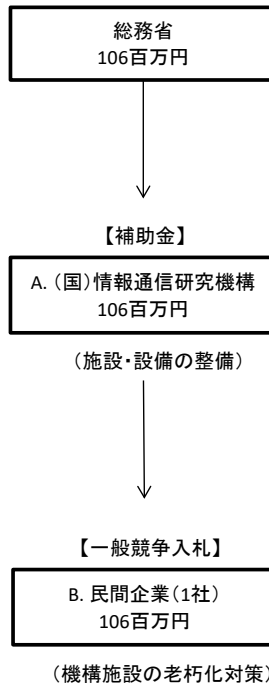 総務省
106百万円
【補助金】
A. (国)情報通信研究機構
106百万円
(施設・設備の整備)
【一般競争入札】
B. 民間企業(1社)
106百万円
(機構施設の老朽化対策)